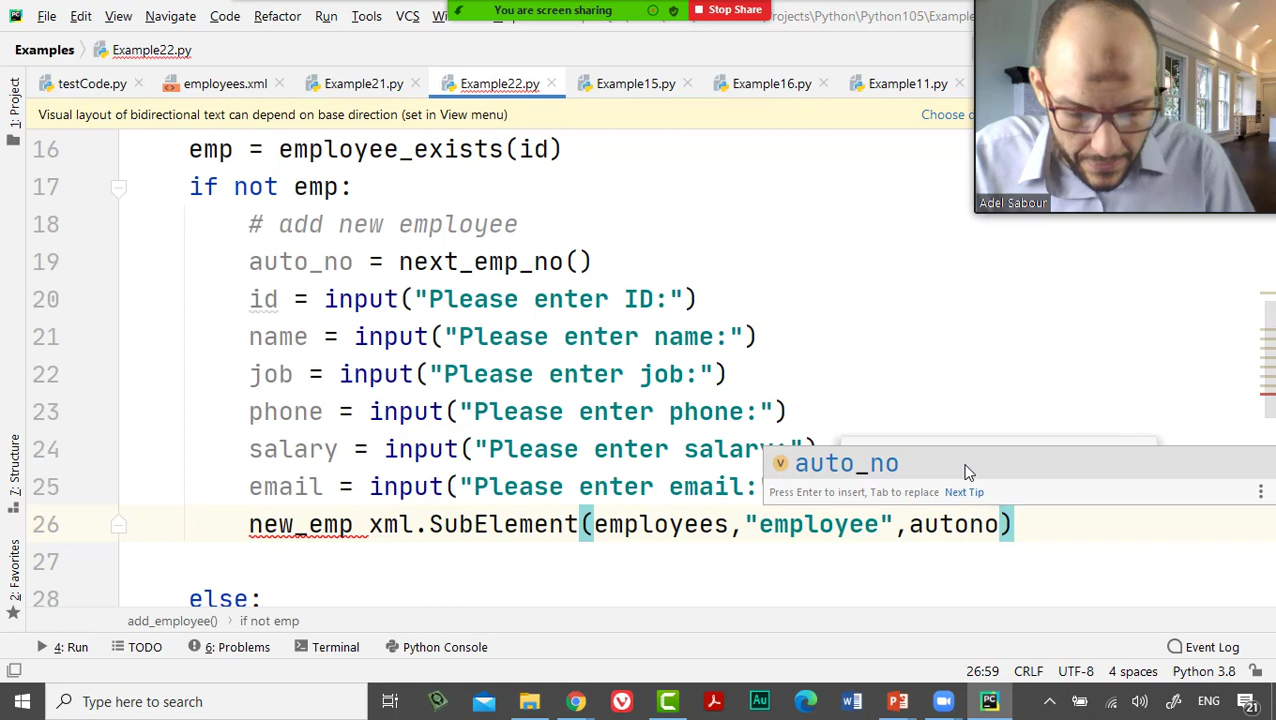 File Edit View Navigate Code Refactor Run Tools VCS
You are screen sharing Stop Share
rojects\Python\Python105\Example
Examples Example22.py
testCode.py employees.xml Example21.py Example22.py Example15.py Example16.py Example11.py
Visual layout of bidirectional text can depend on base direction (set in View menu) Choose
Adel Sabour
1: Project
7: Structure
2: Favorites
16 emp = employee_exists(id)
17 if not emp:
18 # add new employee
19 auto_no = next_emp_no()
20 id = input("Please enter ID:")
21 name = input("Please enter name:")
22 job = input("Please enter job:")
23 phone = input("Please enter phone:")
24 salary = input("Please enter salary:")
auto_no
25 email = input("Please enter email:
Press Enter to insert, Tab to replace Next Tip
26 new_emp xml.SubElement(employees,"employee",autono)
27
28 else:
add_employee() if not emp
4: Run TODO 6: Problems Terminal Python Console Event Log
26:59 CRLF UTF-8 4 spaces Python 3.8
Type here to search ENG 21